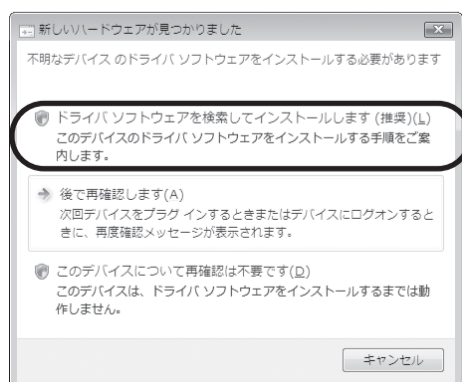 新しいハードウェアが見つかりました
不明なデバイス のドライバ ソフトウェアをインストールする必要があります
ドライバ ソフトウェアを検索してインストールします (推奨)(L)
このデバイスのドライバ ソフトウェアをインストールする手順をご案
内します。
後で再確認します(A)
次回デバイスをプラグ インするときまたはデバイスにログオンすると
きに、再度確認メッセージが表示されます。
このデバイスについて再確認は不要です(D)
このデバイスは、ドライバ ソフトウェアをインストールするまでは動
作しません。
キャンセル